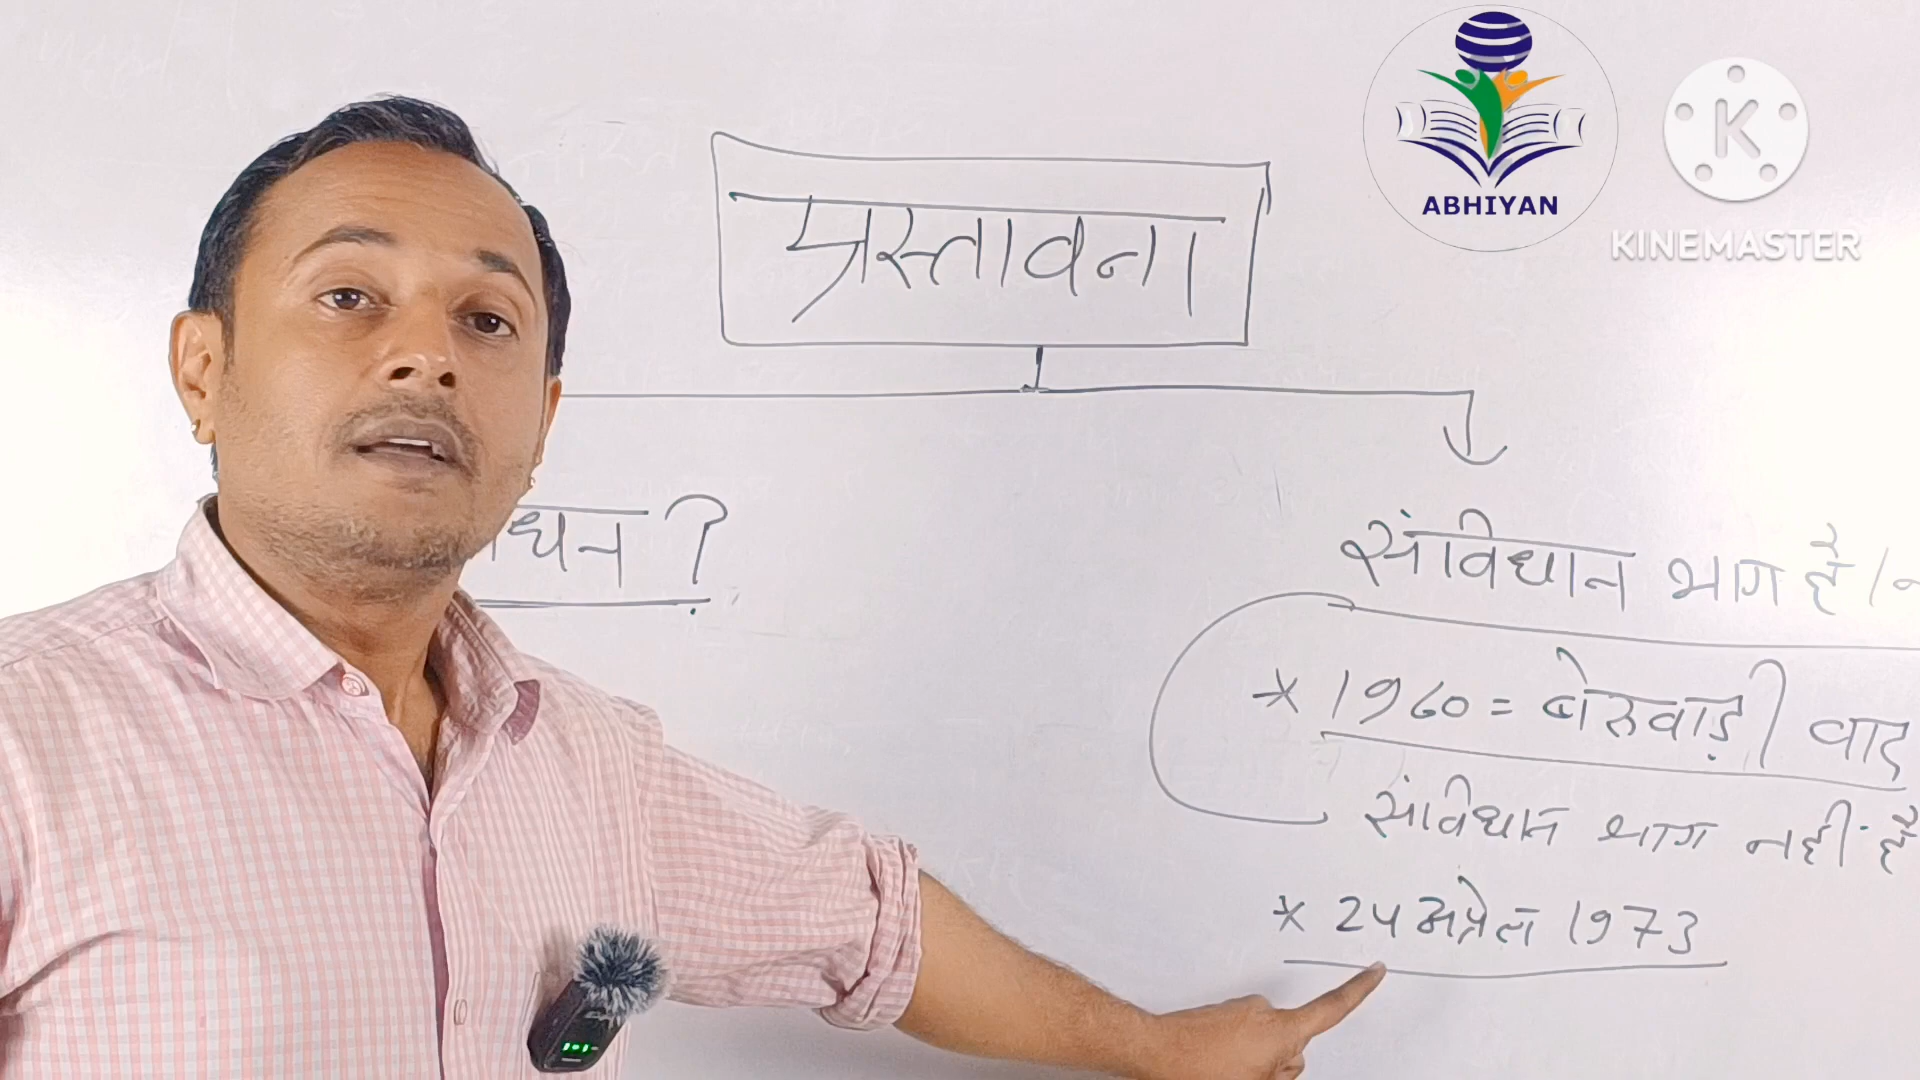 ABHIYAN
KINEMASTER
प्रस्तावना
धन ?
संविधान भाग है /
* 1960 = बेरुवाड़ी वाद
संविधान भाग नहीं है
* 24 अप्रेल 1973